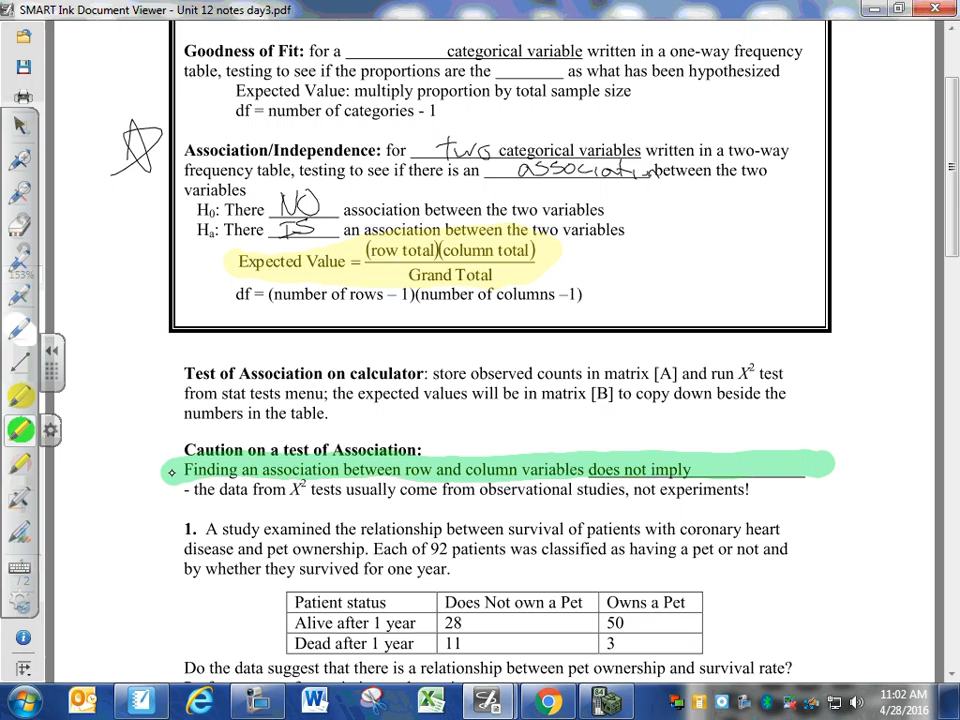 SMART Ink Document Viewer - Unit 12 notes day3.pdf
Goodness of Fit: for a ____________ categorical variable written in a one-way frequency
table, testing to see if the proportions are the ________ as what has been hypothesized
Expected Value: multiply proportion by total sample size
df = number of categories - 1
Association/Independence: for two categorical variables written in a two-way
frequency table, testing to see if there is an association between the two
variables
H0: There NO association between the two variables
Ha: There IS an association between the two variables
Expected Value = (row total)(column total)
Grand Total
df = (number of rows – 1)(number of columns –1)
153%
Test of Association on calculator: store observed counts in matrix [A] and run X² test
from stat tests menu; the expected values will be in matrix [B] to copy down beside the
numbers in the table.
Caution on a test of Association:
Finding an association between row and column variables does not imply ____________
- the data from X² tests usually come from observational studies, not experiments!
1. A study examined the relationship between survival of patients with coronary heart
disease and pet ownership. Each of 92 patients was classified as having a pet or not and
by whether they survived for one year.
/ 2
Patient status Does Not own a Pet Owns a Pet
Alive after 1 year 28 50
Dead after 1 year 11 3
Do the data suggest that there is a relationship between pet ownership and survival rate?
11:02 AM
4/28/2016